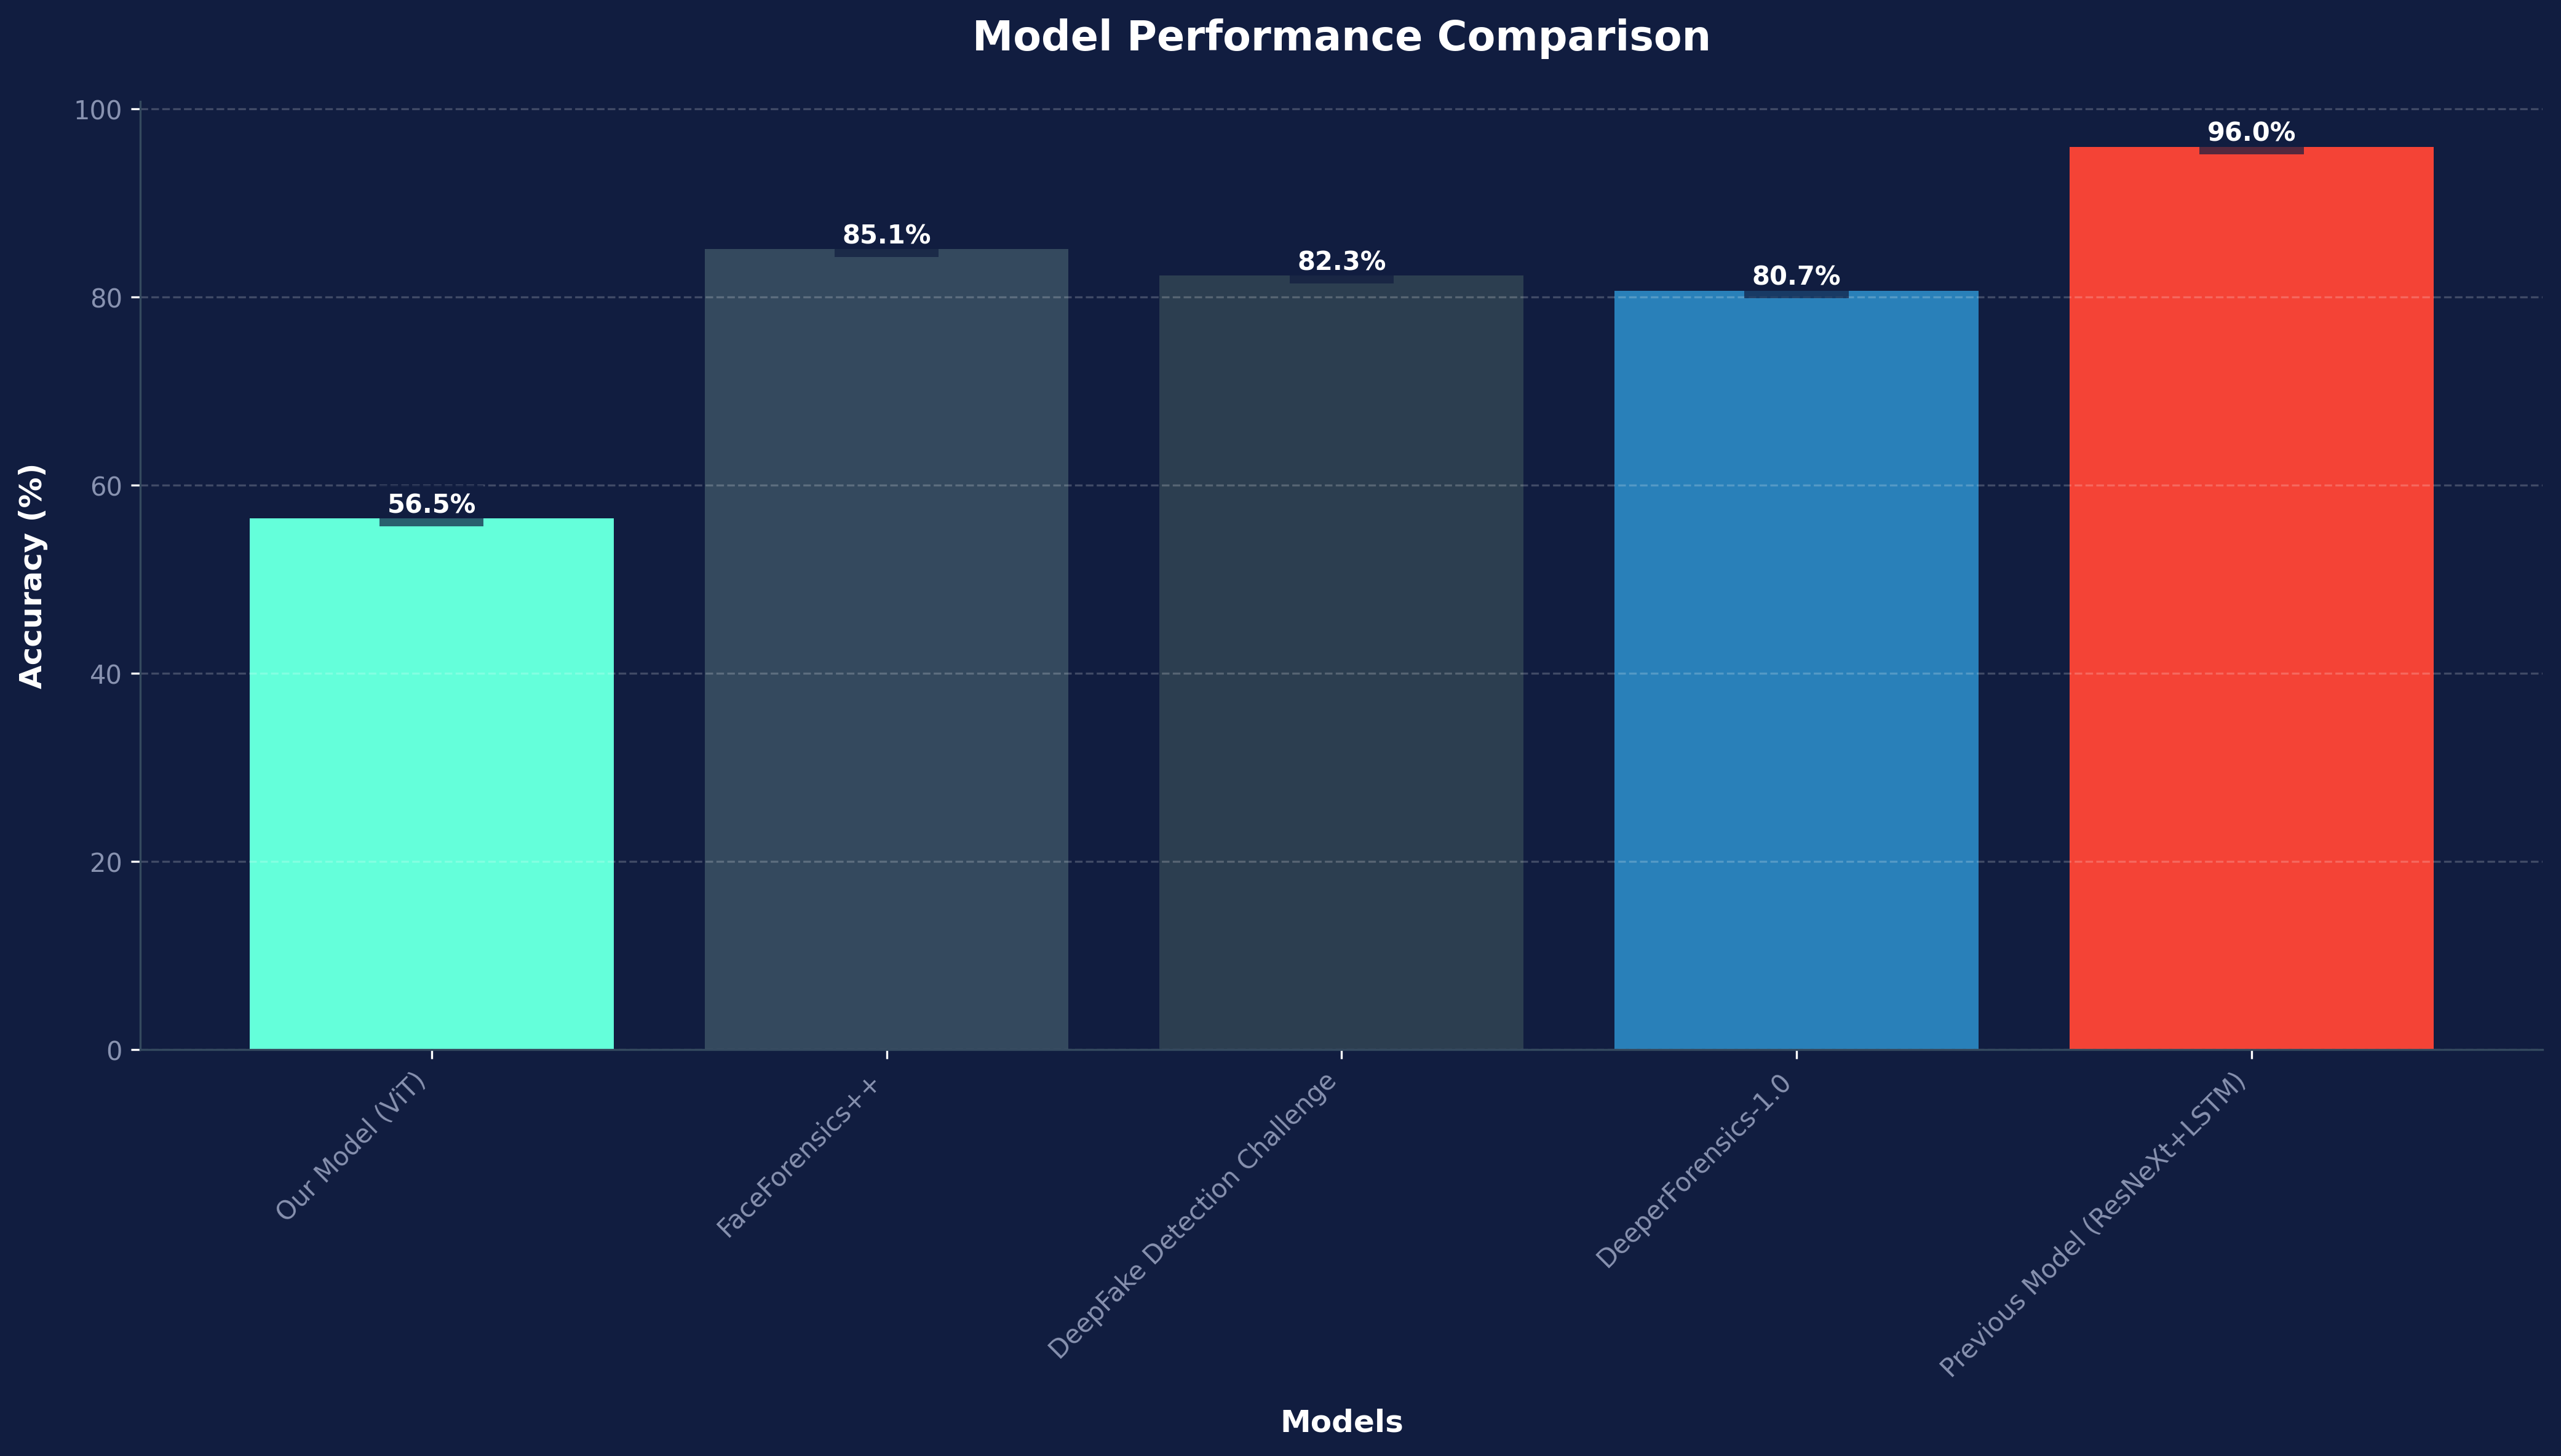 Model Performance Comparison
Accuracy (%)
100
80
60
40
20
0
56.5%
85.1%
82.3%
80.7%
96.0%
Our Model (ViT)
FaceForensics++
DeepFake Detection Challenge
DeeperForensics-1.0
Previous Model (ResNeXt+LSTM)
Models